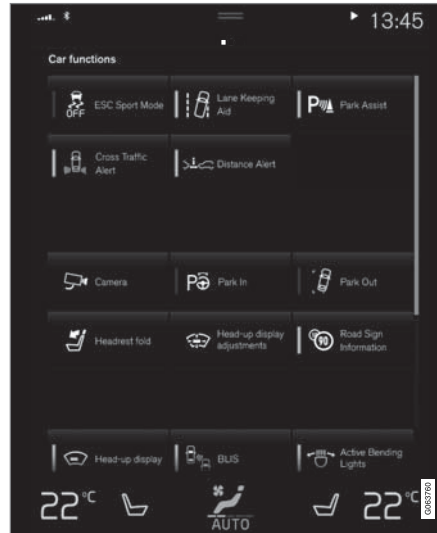 13:45
Car functions
OFF ESC Sport Mode
Lane Keeping
Aid
P Park Assist
Cross Traffic
Alert
Distance Alert
Camera
P Park In
Park Out
Headrest fold
Head-up display
adjustments
90 Road Sign
Information
Head-up display
BLIS
Active Bending
Lights
22°C
AUTO
22°C
G063760